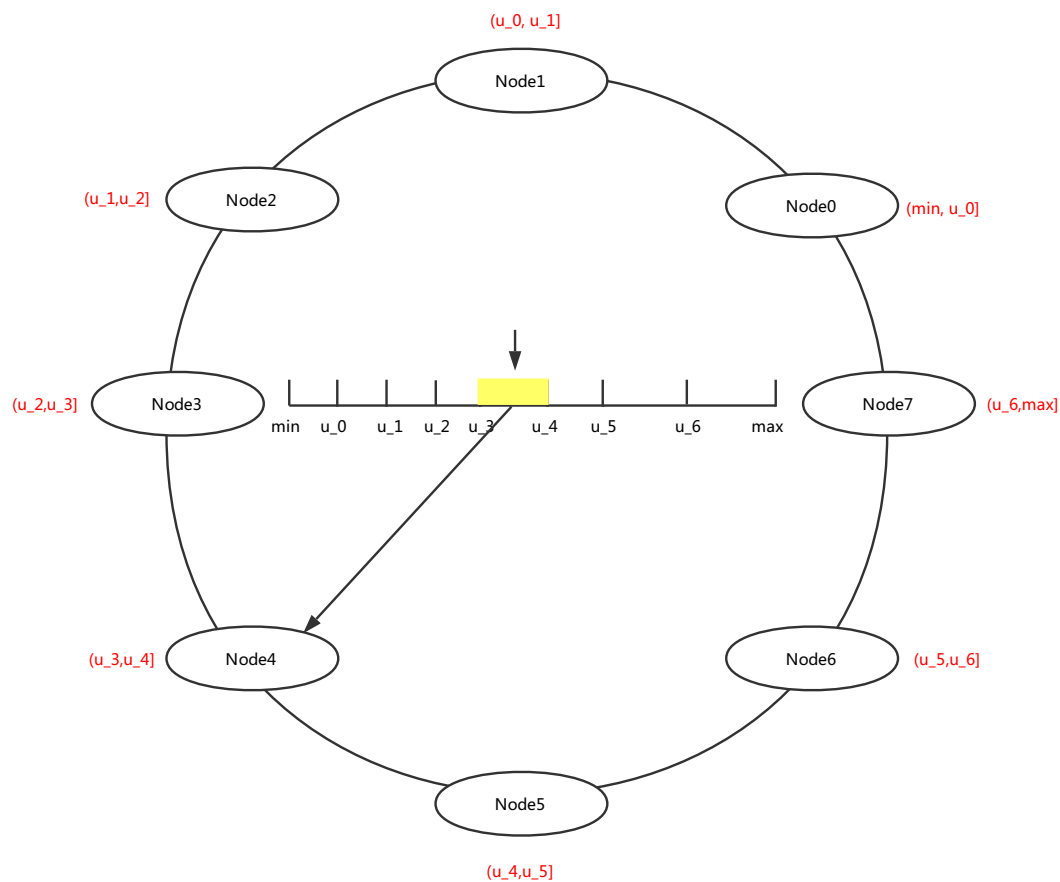 (u_0, u_1]
Node1
(u_1,u_2]
Node2
Node0
(min, u_0]
(u_2,u_3]
Node3
Node7
(u_6,max]
min
u_0
u_1
u_2
u_3
u_4
u_5
u_6
max
(u_3,u_4]
Node4
Node6
(u_5,u_6]
Node5
(u_4,u_5]